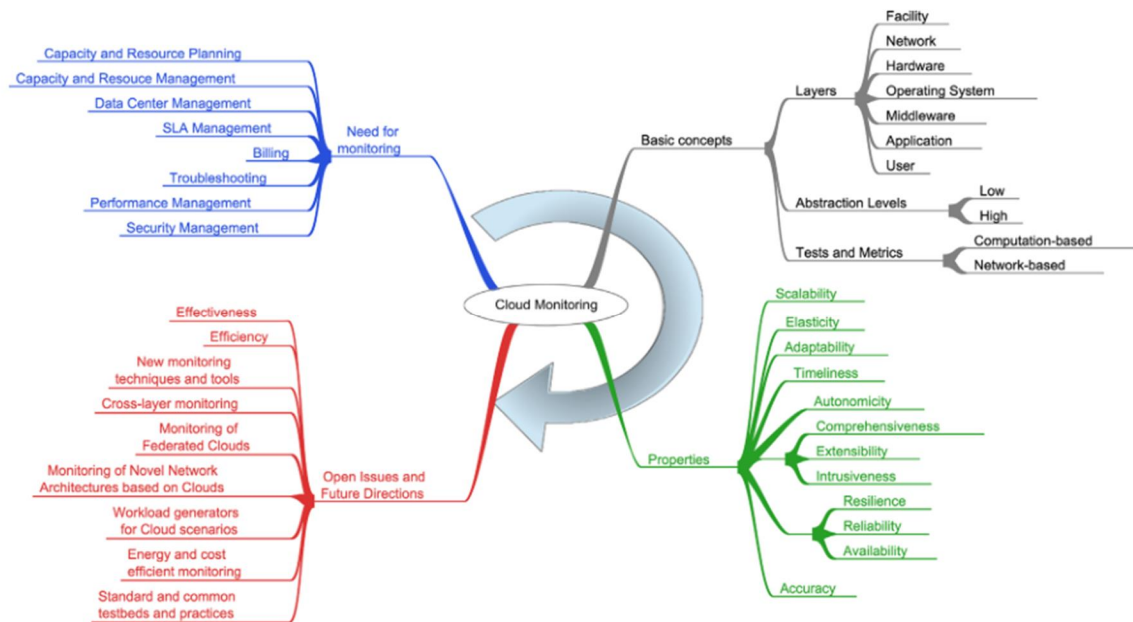 Capacity and Resource Planning
Capacity and Resouce Management
Data Center Management
SLA Management
Billing
Troubleshooting
Performance Management
Security Management
Need for
monitoring
Basic concepts
Layers
Facility
Network
Hardware
Operating System
Middleware
Application
User
Abstraction Levels
Low
High
Tests and Metrics
Computation-based
Network-based
Cloud Monitoring
Properties
Scalability
Elasticity
Adaptability
Timeliness
Autonomicity
Comprehensiveness
Extensibility
Intrusiveness
Resilience
Reliability
Availability
Accuracy
Open Issues and
Future Directions
Effectiveness
Efficiency
New monitoring
techniques and tools
Cross-layer monitoring
Monitoring of
Federated Clouds
Monitoring of Novel Network
Architectures based on Clouds
Workload generators
for Cloud scenarios
Energy and cost
efficient monitoring
Standard and common
testbeds and practices